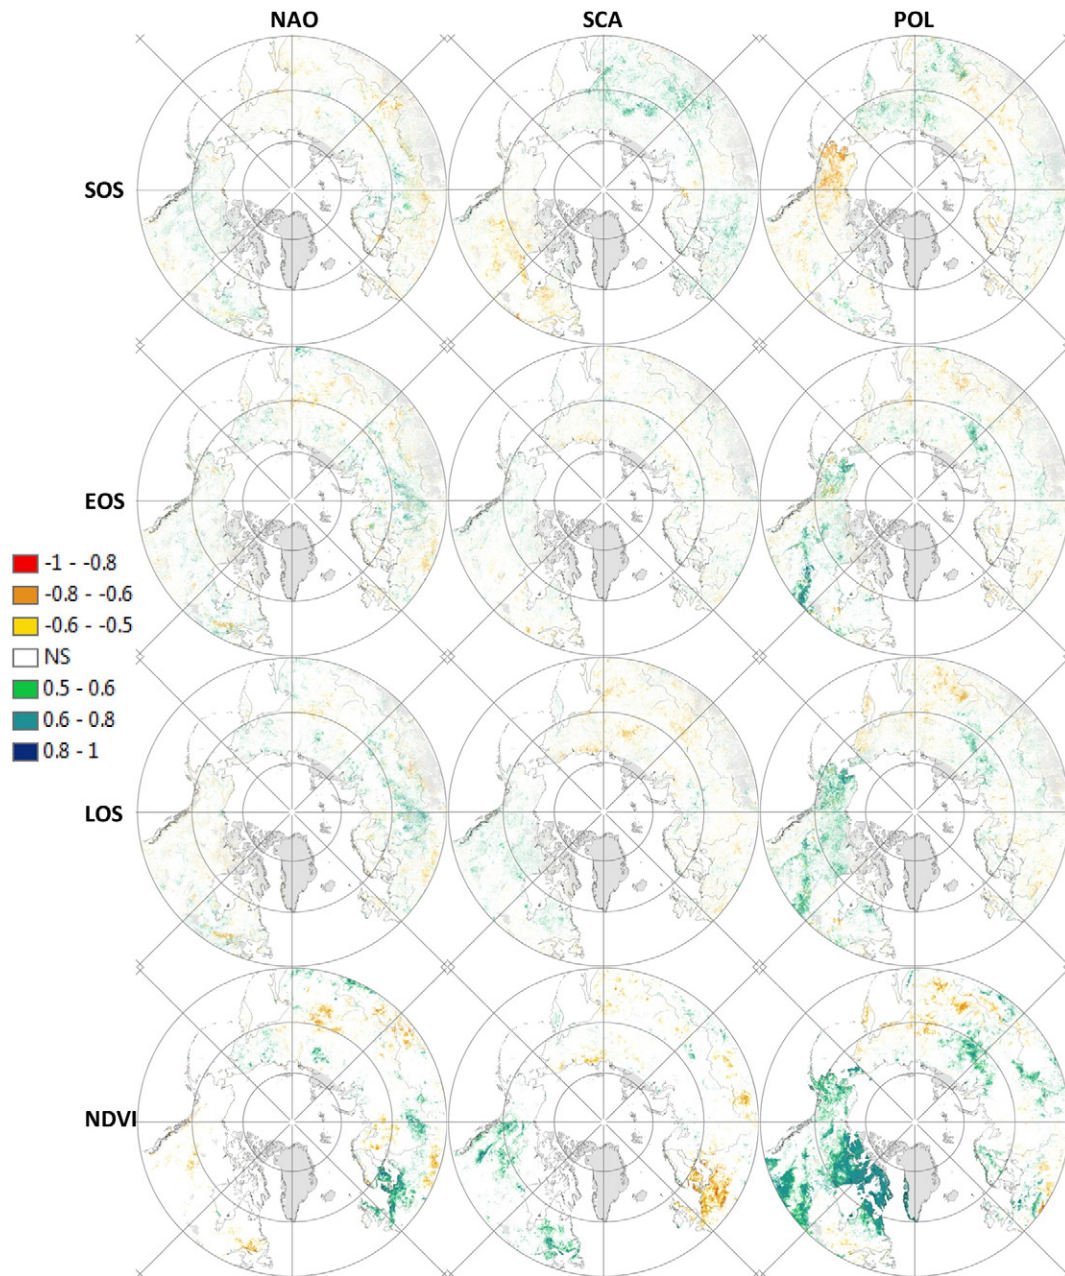 NAO SCA POL
SOS
EOS
-1 - -0.8
-0.8 - -0.6
-0.6 - -0.5
NS
0.5 - 0.6
0.6 - 0.8
0.8 - 1
LOS
NDVI